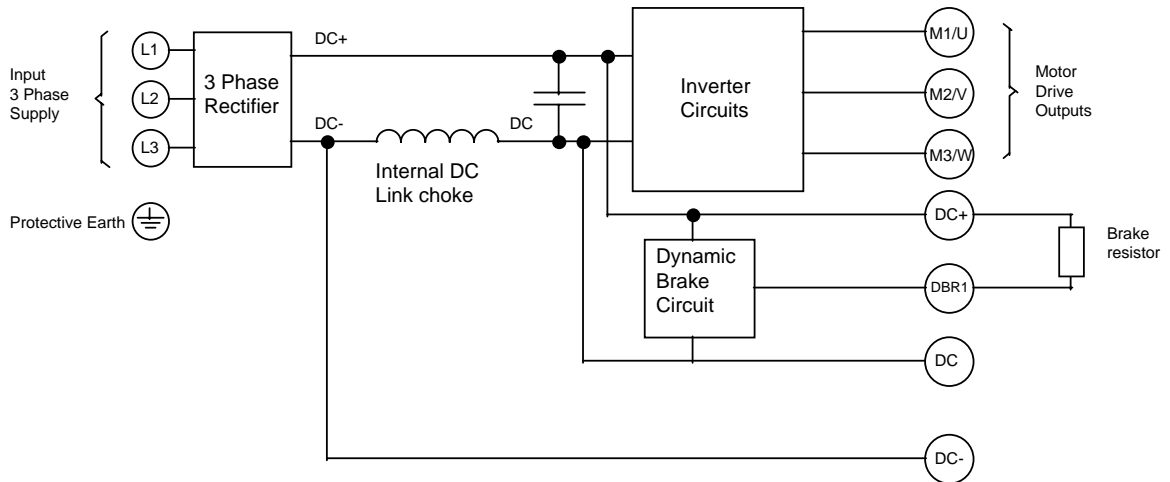 Input
3 Phase
Supply
L1
L2
L3
Protective Earth
3 Phase
Rectifier
DC+
DC-
DC
Internal DC
Link choke
Inverter
Circuits
M1/U
M2/V
M3/W
Motor
Drive
Outputs
Dynamic
Brake
Circuit
DC+
DBR1
DC
DC-
Brake
resistor